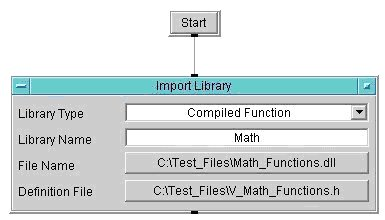 Start
Import Library
Library Type Compiled Function
Library Name Math
File Name C:\Test_Files\Math_Functions.dll
Definition File C:\Test_Files\V_Math_Functions.h